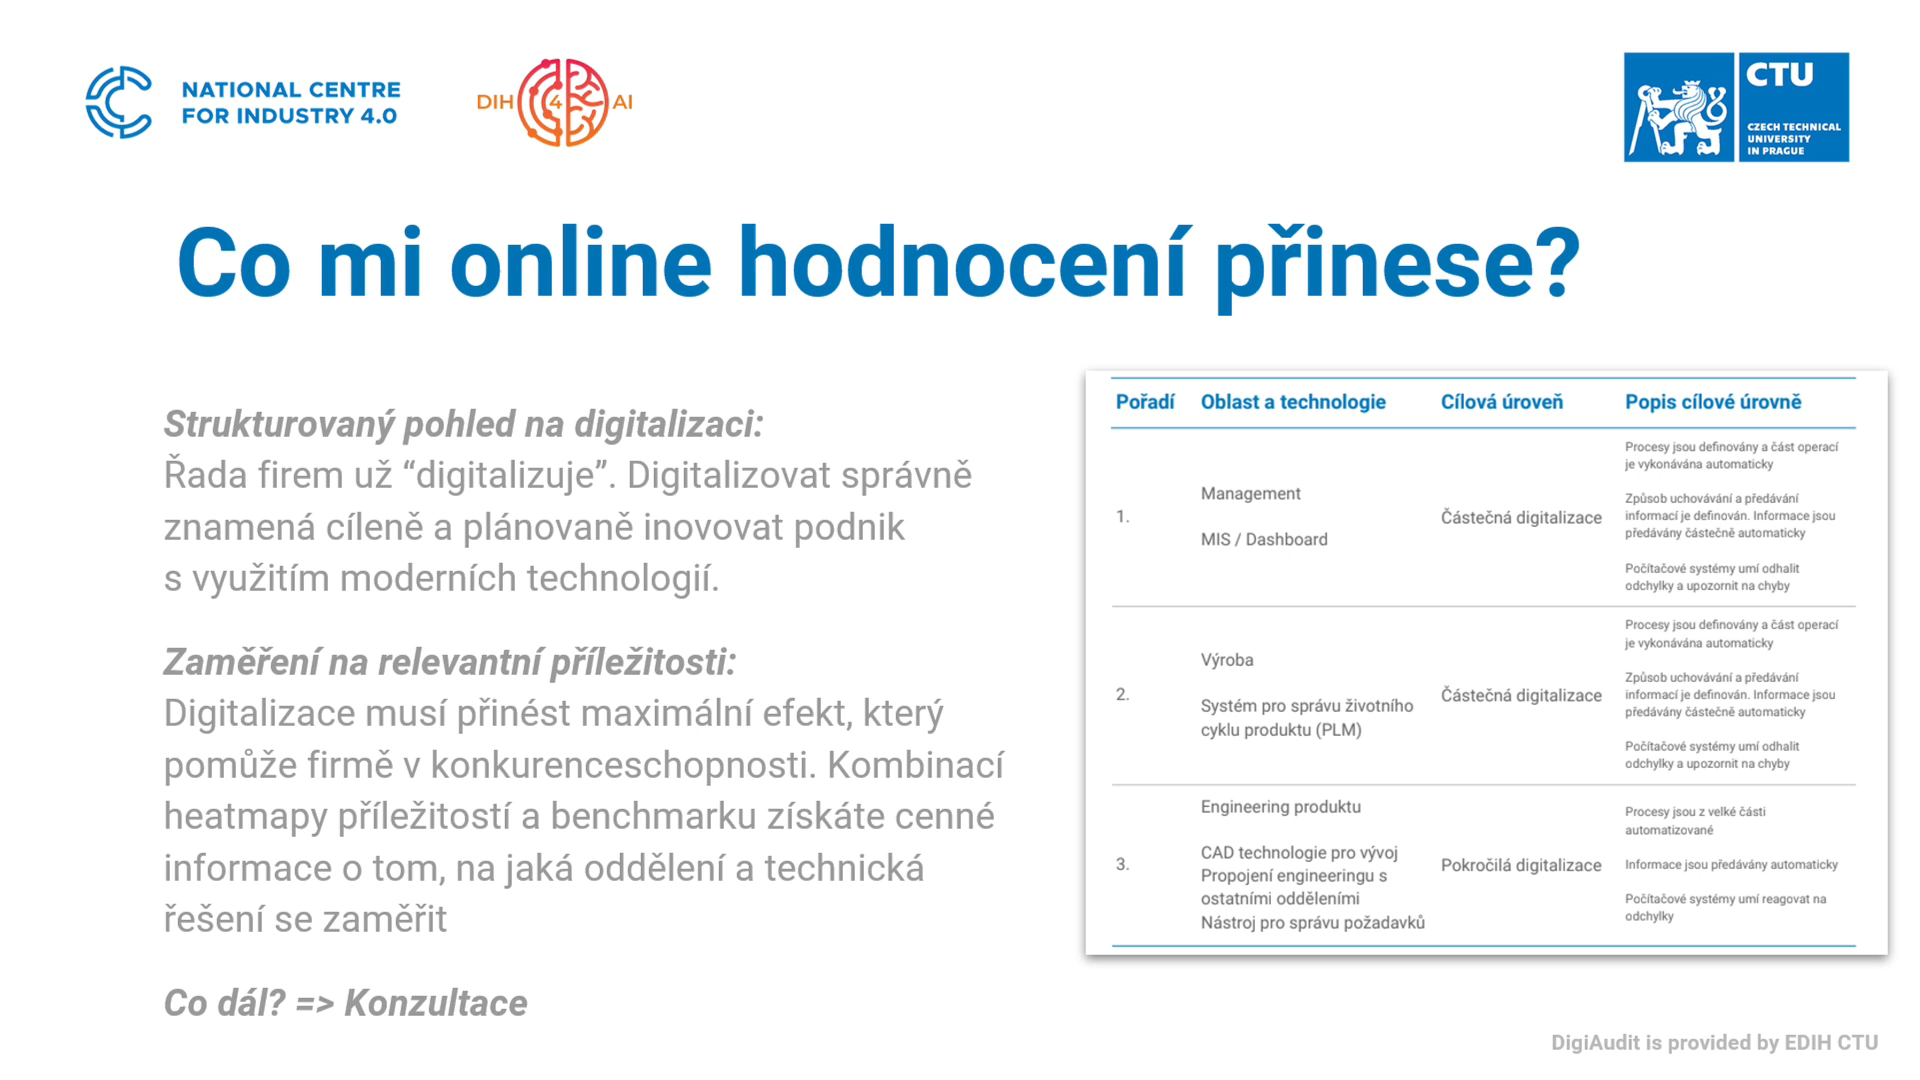 NATIONAL CENTRE
FOR INDUSTRY 4.0
DIH 4 AI
CTU
CZECH TECHNICAL
UNIVERSITY
IN PRAGUE
Co mi online hodnocení přinese?
Strukturovaný pohled na digitalizaci:
Řada firem už “digitalizuje”. Digitalizovat správně
znamená cíleně a plánovaně inovovat podnik
s využitím moderních technologií.
Zaměření na relevantní příležitosti:
Digitalizace musí přinést maximální efekt, který
pomůže firmě v konkurenceschopnosti. Kombinací
heatmapy příležitostí a benchmarku získáte cenné
informace o tom, na jaká oddělení a technická
řešení se zaměřit
Co dál? => Konzultace
Pořadí Oblast a technologie Cílová úroveň Popis cílové úrovně
1.
Management
MIS / Dashboard
Částečná digitalizace
Procesy jsou definovány a část operací
je vykonávána automaticky
Způsob uchovávání a předávání
informací je definován. Informace jsou
předávány částečně automaticky
Počítačové systémy umí odhalit
odchylky a upozornit na chyby
2.
Výroba
Systém pro správu životního
cyklu produktu (PLM)
Částečná digitalizace
Procesy jsou definovány a část operací
je vykonávána automaticky
Způsob uchovávání a předávání
informací je definován. Informace jsou
předávány částečně automaticky
Počítačové systémy umí odhalit
odchylky a upozornit na chyby
3.
Engineering produktu
CAD technologie pro vývoj
Propojení engineeringu s
ostatními odděleními
Nástroj pro správu požadavků
Pokročilá digitalizace
Procesy jsou z velké části
automatizované
Informace jsou předávány automaticky
Počítačové systémy umí reagovat na
odchylky
DigiAudit is provided by EDIH CTU